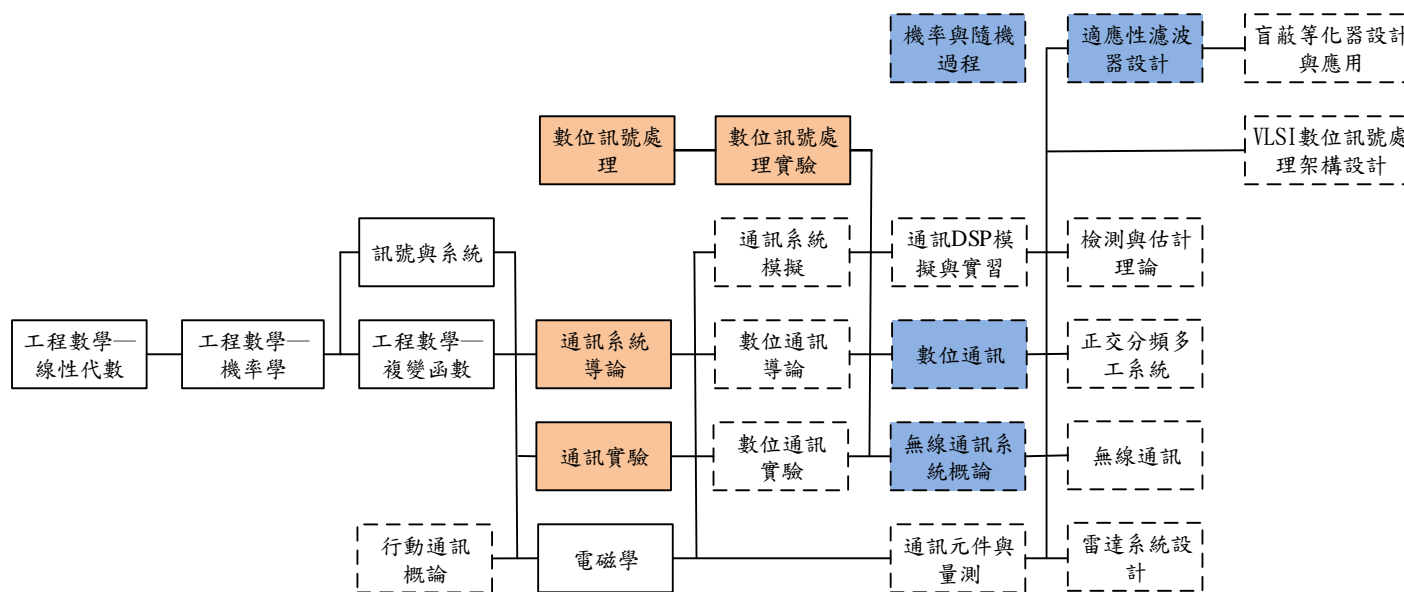 機率與隨機
過程
適應性濾波
器設計
盲蔽等化器設計
與應用
數位訊號處
理
數位訊號處
理實驗
VLSI數位訊號處
理架構設計
訊號與系統
通訊系統
模擬
通訊DSP模
擬與實習
檢測與估計
理論
工程數學—
線性代數
工程數學—
機率學
工程數學—
複變函數
通訊系統
導論
數位通訊
導論
數位通訊
正交分頻多
工系統
通訊實驗
數位通訊
實驗
無線通訊系
統概論
無線通訊
行動通訊
概論
電磁學
通訊元件與
量測
雷達系統設
計